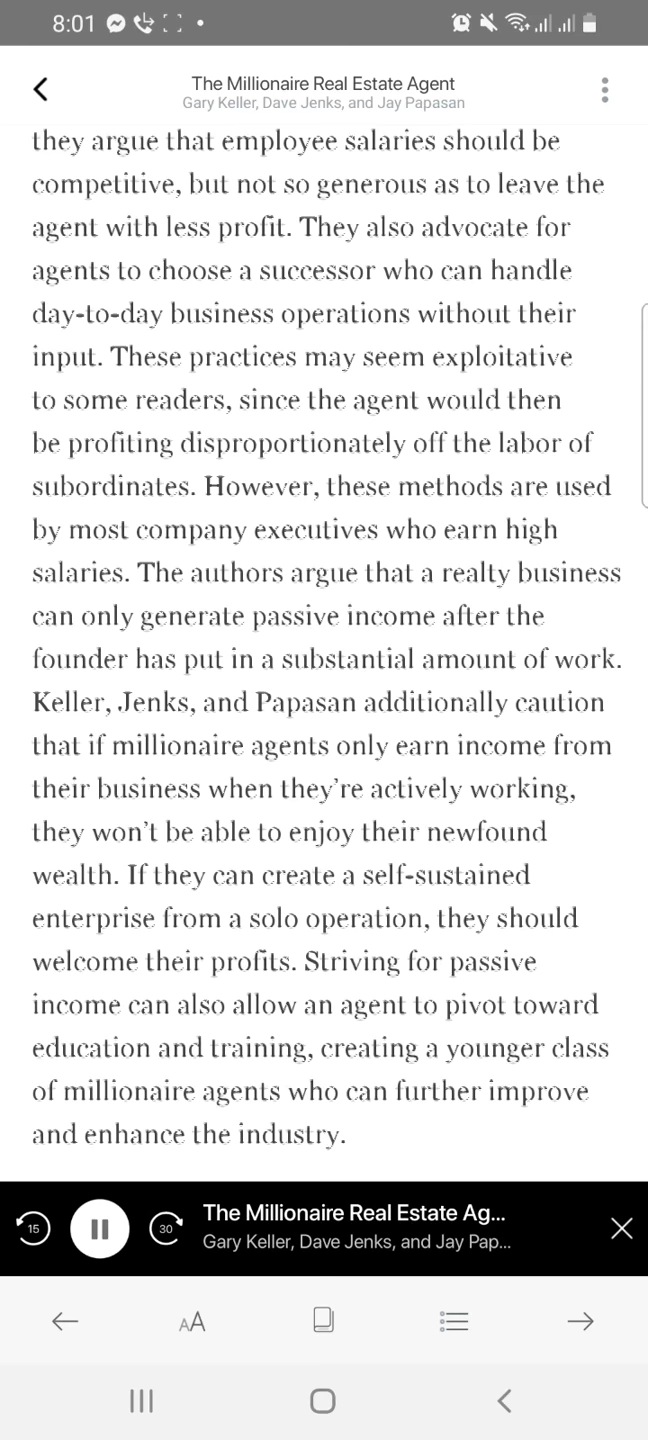 8:01
The Millionaire Real Estate Agent
Gary Keller, Dave Jenks, and Jay Papasan
they argue that employee salaries should be
competitive, but not so generous as to leave the
agent with less profit. They also advocate for
agents to choose a successor who can handle
day-to-day business operations without their
input. These practices may seem exploitative
to some readers, since the agent would then
be profiting disproportionately off the labor of
subordinates. However, these methods are used
by most company executives who earn high
salaries. The authors argue that a realty business
can only generate passive income after the
founder has put in a substantial amount of work.
Keller, Jenks, and Papasan additionally caution
that if millionaire agents only earn income from
their business when they’re actively working,
they won’t be able to enjoy their newfound
wealth. If they can create a self-sustained
enterprise from a solo operation, they should
welcome their profits. Striving for passive
income can also allow an agent to pivot toward
education and training, creating a younger class
of millionaire agents who can further improve
and enhance the industry.
15
30
The Millionaire Real Estate Ag...
Gary Keller, Dave Jenks, and Jay Pap...
AA